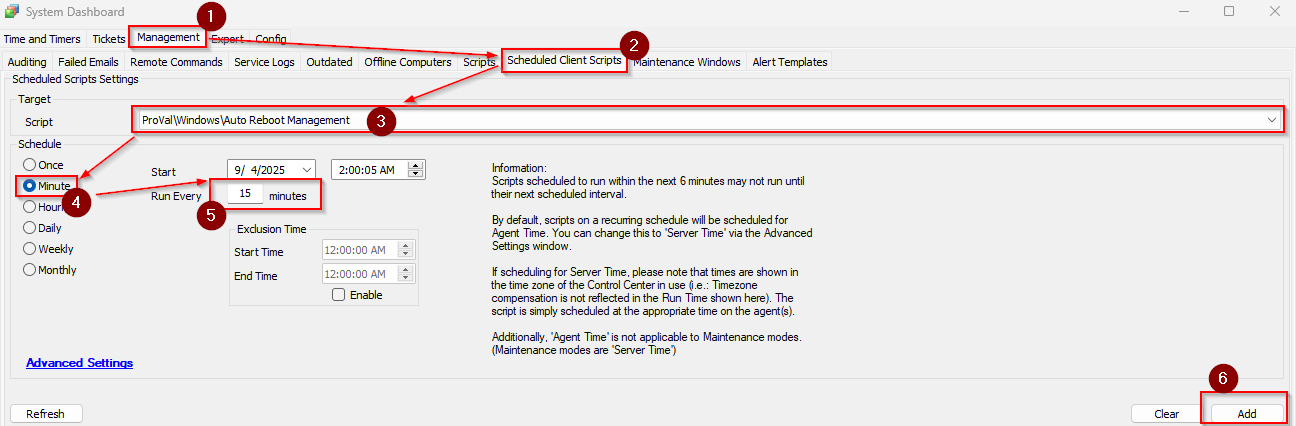 System Dashboard
1
Time and Timers Tickets Management Expert Config
2
Auditing Failed Emails Remote Commands Service Logs Outdated Offline Computers Scripts Scheduled Client Scripts Maintenance Windows Alert Templates
Scheduled Scripts Settings
Target
Script ProVal\Windows\Auto Reboot Management 3
Schedule
Once
Minute
4
Hour
Daily
Weekly
Monthly
Start 9/ 4/2025 2:00:05 AM
Run Every 15 minutes
5
Exclusion Time
Start Time 12:00:00 AM
End Time 12:00:00 AM
Enable
Information:
Scripts scheduled to run within the next 6 minutes may not run until
their next scheduled interval.
By default, scripts on a recurring schedule will be scheduled for
Agent Time. You can change this to 'Server Time' via the Advanced
Settings window.
If scheduling for Server Time, please note that times are shown in
the time zone of the Control Center in use (i.e.: Timezone
compensation is not reflected in the Run Time shown here). The
script is simply scheduled at the appropriate time on the agent(s).
Additionally, 'Agent Time' is not applicable to Maintenance modes.
(Maintenance modes are 'Server Time')
Advanced Settings
6
Refresh Clear Add